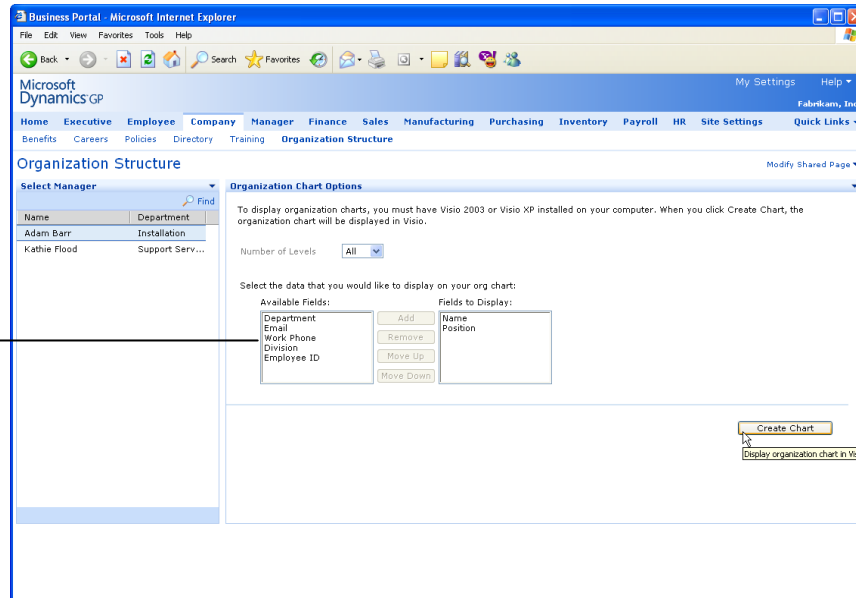 Business Portal - Microsoft Internet Explorer
File Edit View Favorites Tools Help
Back Search Favorites
Microsoft
Dynamics GP
My Settings Help
Fabrikam, Inc
Home Executive Employee Company Manager Finance Sales Manufacturing Purchasing Inventory Payroll HR Site Settings Quick Links
Benefits Careers Policies Directory Training Organization Structure
Organization Structure
Modify Shared Page
Select Manager
Find
Name Department
Adam Barr Installation
Kathie Flood Support Serv...
Organization Chart Options
To display organization charts, you must have Visio 2003 or Visio XP installed on your computer. When you click Create Chart, the
organization chart will be displayed in Visio.
Number of Levels All
Select the data that you would like to display on your org chart:
Available Fields: Fields to Display:
Department
Email
Work Phone
Division
Employee ID
Add
Remove
Move Up
Move Down
Name
Position
Create Chart
Display organization chart in Vis